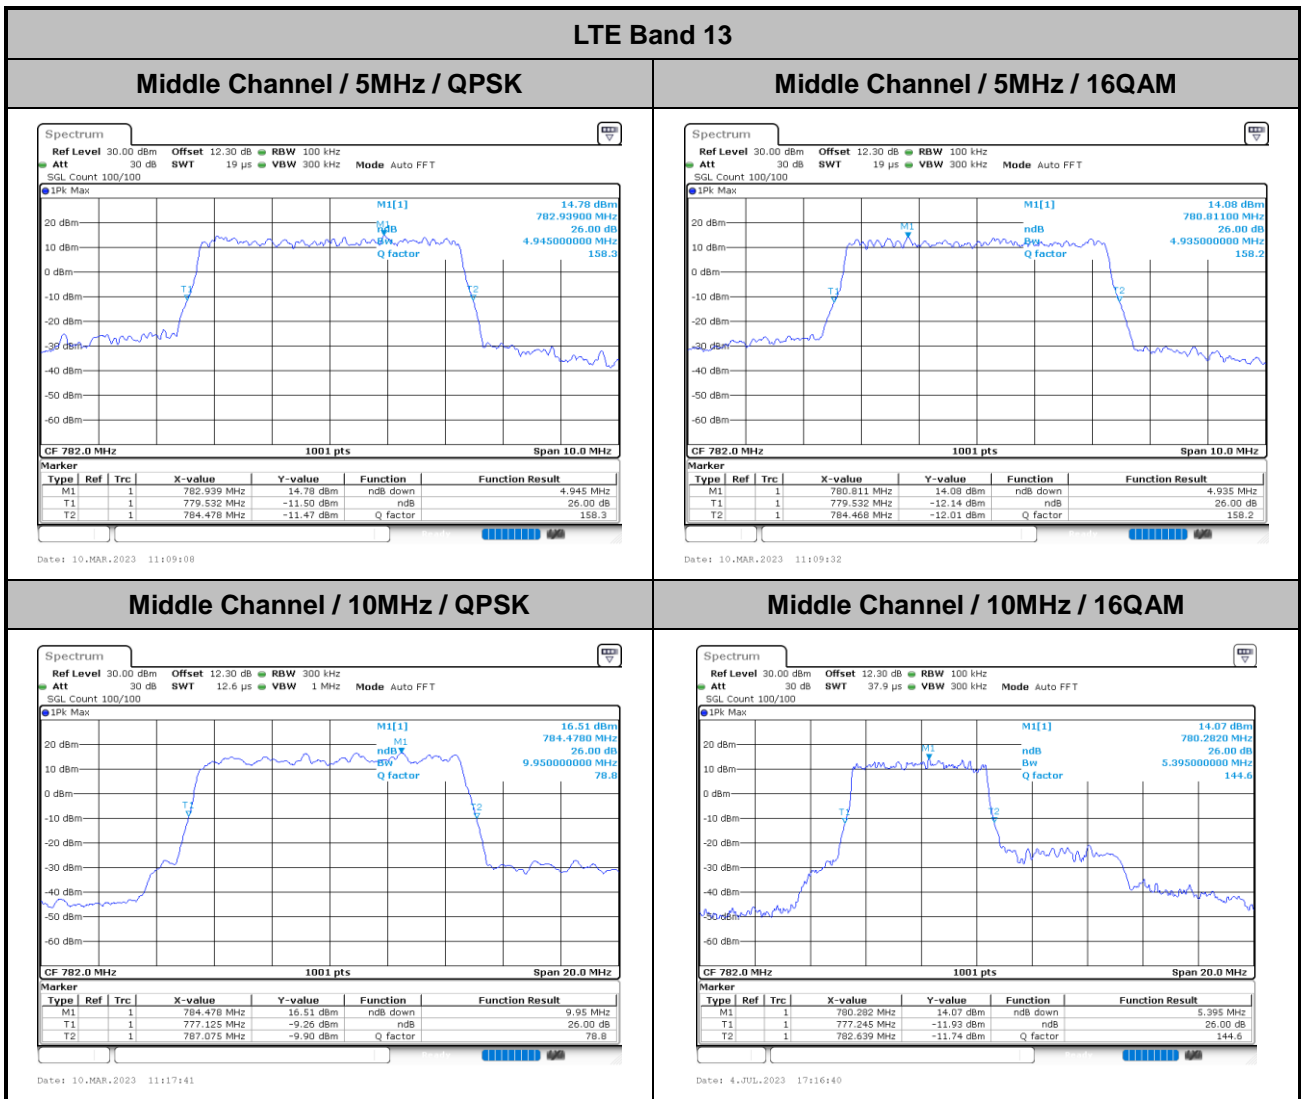 LTE Band 13
Middle Channel / 5MHz / QPSK
Middle Channel / 5MHz / 16QAM
Spectrum
Ref Level 30.00 dBm Offset 12.30 dB RBW 100 kHz
Att 30 dB SWT 19 µs VBW 300 kHz Mode Auto FFT
SGL Count 100/100
1Pk Max
M1[1] 14.78 dBm
782.93900 MHz
M1
ndB 26.00 dB
Bw 4.945000000 MHz
Q factor 158.3
20 dBm
10 dBm
0 dBm
-10 dBm
-20 dBm
-30 dBm
-40 dBm
-50 dBm
-60 dBm
T1
T2
CF 782.0 MHz 1001 pts Span 10.0 MHz
Marker
Type Ref Trc X-value Y-value Function Function Result
M1 1 782.939 MHz 14.78 dBm ndB down 4.945 MHz
T1 1 779.532 MHz -11.50 dBm ndB 26.00 dB
T2 1 784.478 MHz -11.47 dBm Q factor 158.3
Date: 10.MAR.2023 11:09:08
Spectrum
Ref Level 30.00 dBm Offset 12.30 dB RBW 100 kHz
Att 30 dB SWT 19 µs VBW 300 kHz Mode Auto FFT
SGL Count 100/100
1Pk Max
M1[1] 14.08 dBm
780.81100 MHz
M1
ndB 26.00 dB
Bw 4.935000000 MHz
Q factor 158.2
20 dBm
10 dBm
0 dBm
-10 dBm
-20 dBm
-30 dBm
-40 dBm
-50 dBm
-60 dBm
T1
T2
CF 782.0 MHz 1001 pts Span 10.0 MHz
Marker
Type Ref Trc X-value Y-value Function Function Result
M1 1 780.811 MHz 14.08 dBm ndB down 4.935 MHz
T1 1 779.532 MHz -12.14 dBm ndB 26.00 dB
T2 1 784.468 MHz -12.01 dBm Q factor 158.2
Date: 10.MAR.2023 11:09:32
Middle Channel / 10MHz / QPSK
Middle Channel / 10MHz / 16QAM
Spectrum
Ref Level 30.00 dBm Offset 12.30 dB RBW 300 kHz
Att 30 dB SWT 12.6 µs VBW 1 MHz Mode Auto FFT
SGL Count 100/100
1Pk Max
M1[1] 16.51 dBm
784.4780 MHz
M1
ndB 26.00 dB
Bw 9.950000000 MHz
Q factor 78.8
20 dBm
10 dBm
0 dBm
-10 dBm
-20 dBm
-30 dBm
-40 dBm
-50 dBm
-60 dBm
T1
T2
CF 782.0 MHz 1001 pts Span 20.0 MHz
Marker
Type Ref Trc X-value Y-value Function Function Result
M1 1 784.478 MHz 16.51 dBm ndB down 9.95 MHz
T1 1 777.125 MHz -9.26 dBm ndB 26.00 dB
T2 1 787.075 MHz -9.90 dBm Q factor 78.8
Date: 10.MAR.2023 11:17:41
Spectrum
Ref Level 30.00 dBm Offset 12.30 dB RBW 100 kHz
Att 30 dB SWT 37.9 µs VBW 300 kHz Mode Auto FFT
SGL Count 100/100
1Pk Max
M1[1] 14.07 dBm
780.2820 MHz
M1
ndB 26.00 dB
Bw 5.395000000 MHz
Q factor 144.6
20 dBm
10 dBm
0 dBm
-10 dBm
-20 dBm
-30 dBm
-40 dBm
-50 dBm
-60 dBm
T1
T2
CF 782.0 MHz 1001 pts Span 20.0 MHz
Marker
Type Ref Trc X-value Y-value Function Function Result
M1 1 780.282 MHz 14.07 dBm ndB down 5.395 MHz
T1 1 777.245 MHz -11.93 dBm ndB 26.00 dB
T2 1 782.639 MHz -11.74 dBm Q factor 144.6
Date: 4.JUL.2023 17:16:40